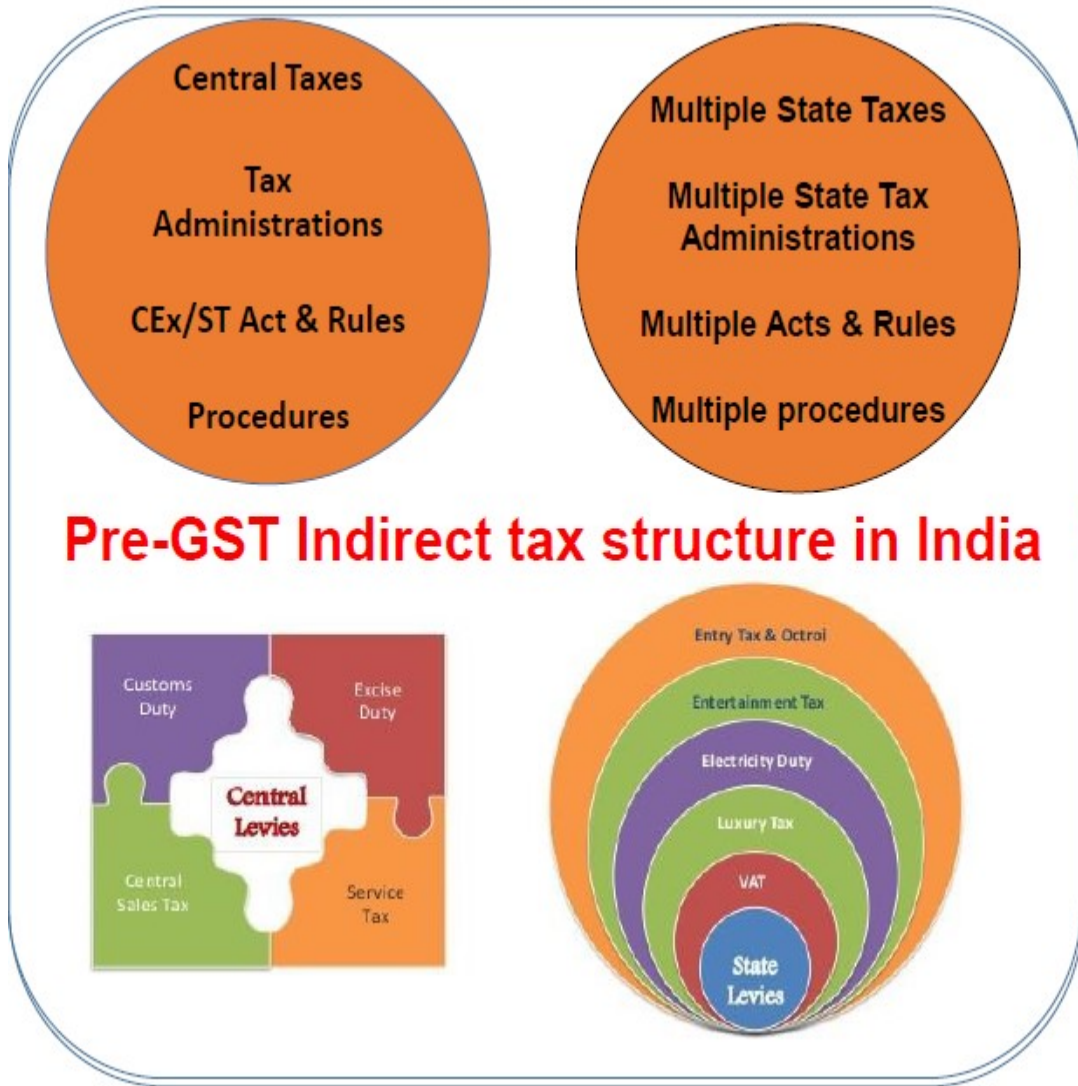 Central Taxes
Tax
Administrations
CEx/ST Act & Rules
Procedures
Multiple State Taxes
Multiple State Tax
Administrations
Multiple Acts & Rules
Multiple procedures
Pre-GST Indirect tax structure in India
Customs
Duty
Excise
Duty
Central
Levies
Central
Sales Tax
Service
Tax
Entry Tax & Octroi
Entertainment Tax
Electricity Duty
Luxury Tax
VAT
State
Levies